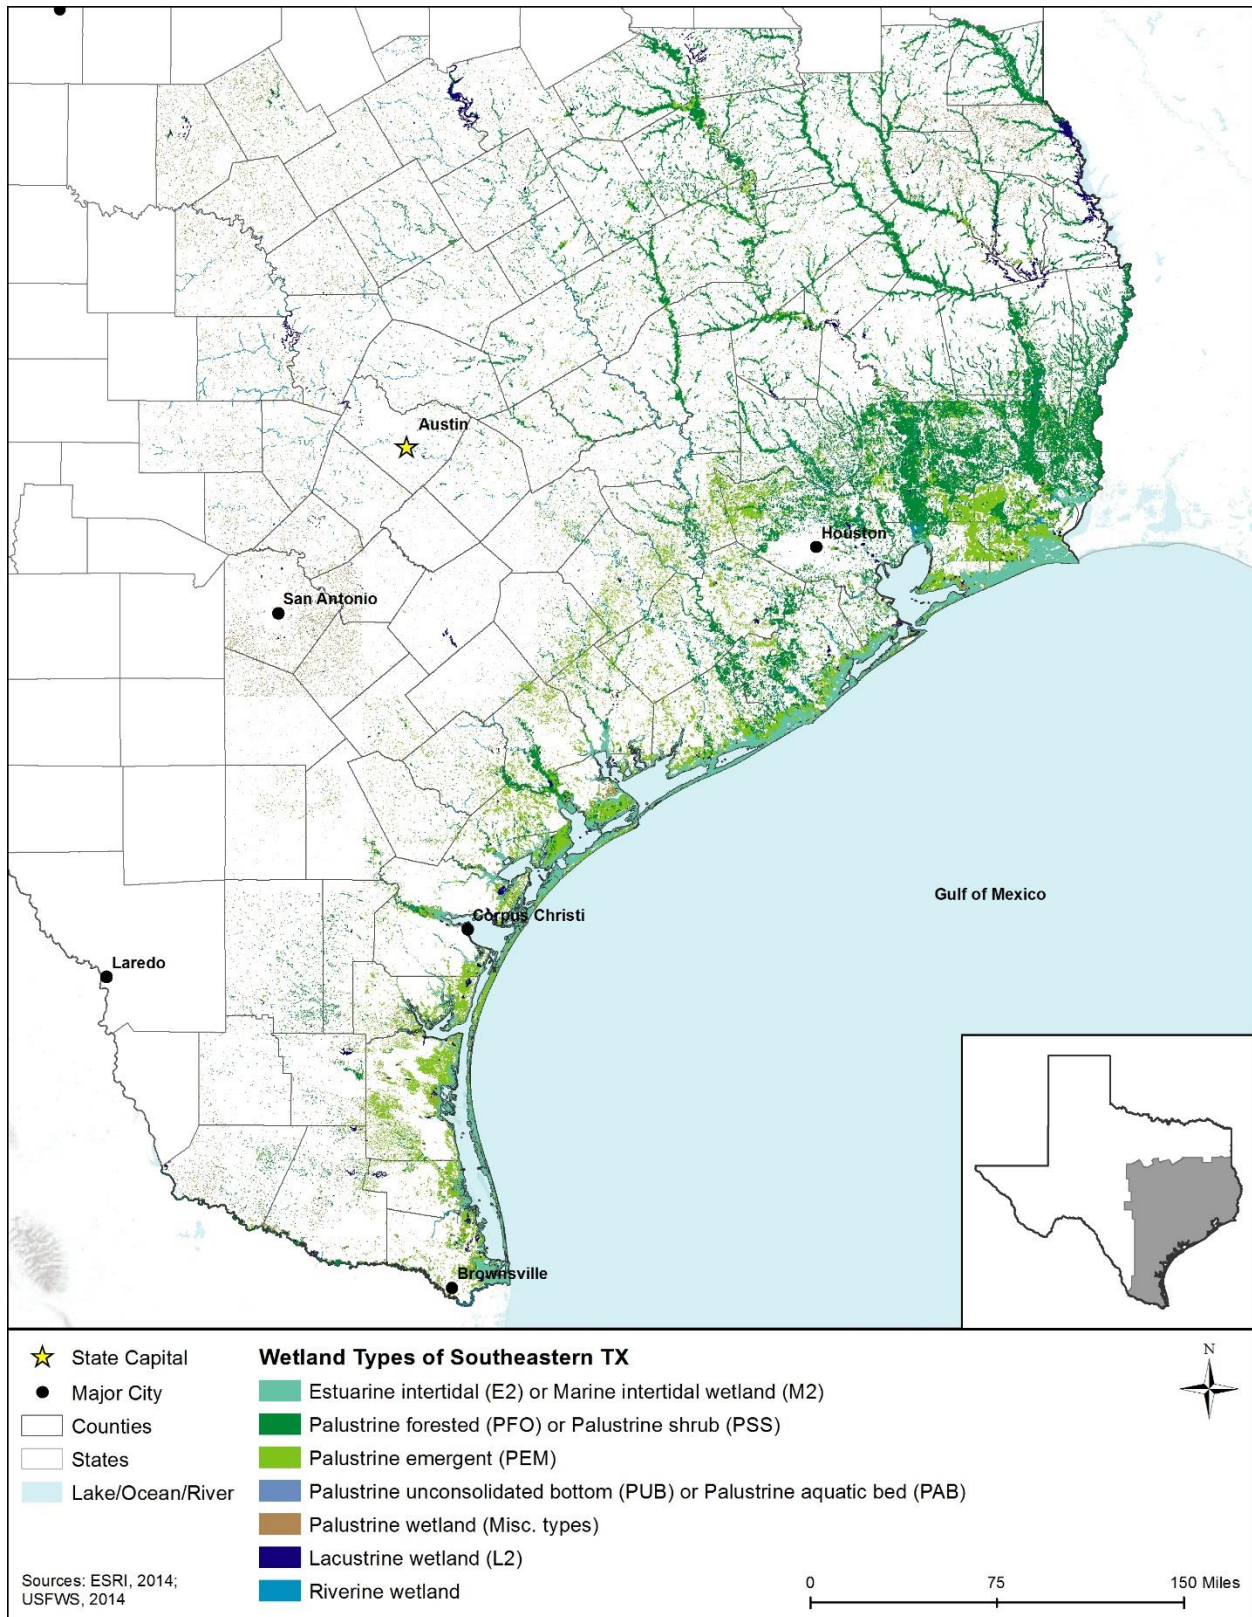 Austin
Houston
San Antonio
Gulf of Mexico
Corpus Christi
Laredo
Brownsville
State Capital
Major City
Counties
States
Lake/Ocean/River
Sources: ESRI, 2014;
USFWS, 2014
Wetland Types of Southeastern TX
Estuarine intertidal (E2) or Marine intertidal wetland (M2)
Palustrine forested (PFO) or Palustrine shrub (PSS)
Palustrine emergent (PEM)
Palustrine unconsolidated bottom (PUB) or Palustrine aquatic bed (PAB)
Palustrine wetland (Misc. types)
Lacustrine wetland (L2)
Riverine wetland
N
0 75 150 Miles